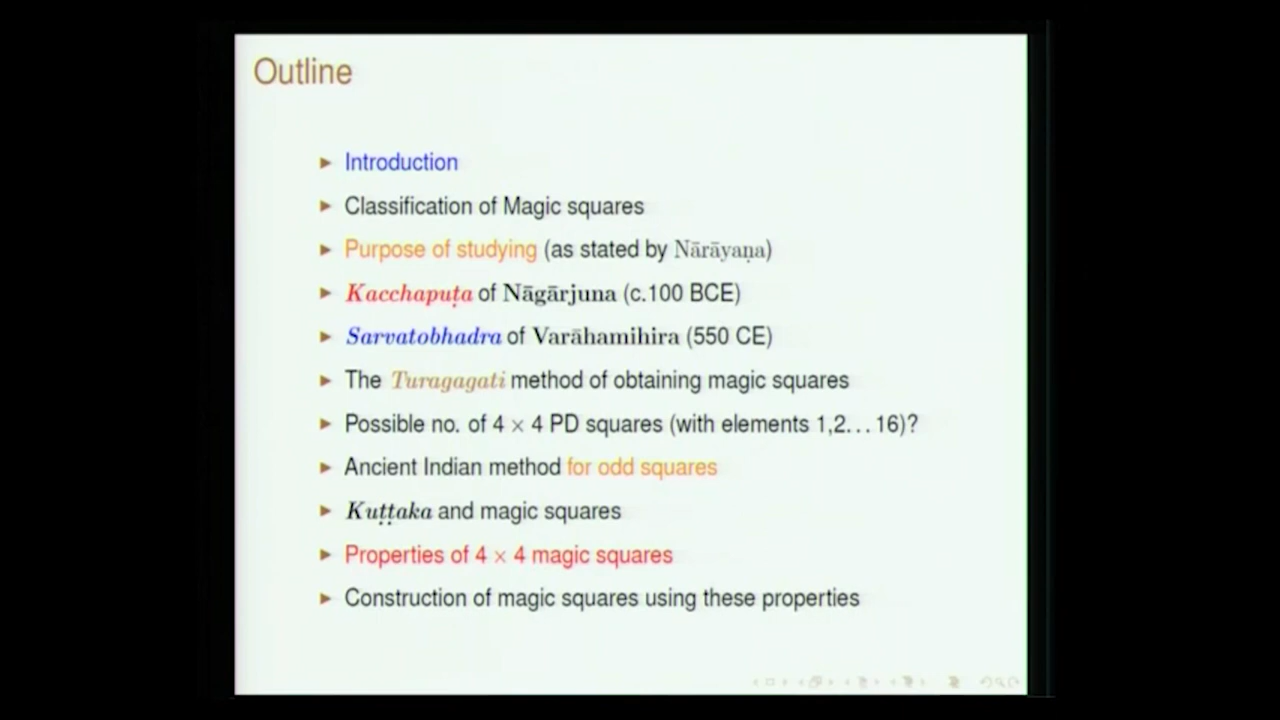 Outline
► Introduction
► Classification of Magic squares
► Purpose of studying (as stated by Nārāyaṇa)
► Kacchapuṭa of Nāgārjuna (c.100 BCE)
► Sarvatobhadra of Varāhamihira (550 CE)
► The Turagagati method of obtaining magic squares
► Possible no. of 4 × 4 PD squares (with elements 1,2…16)?
► Ancient Indian method for odd squares
► Kuṭṭaka and magic squares
► Properties of 4 × 4 magic squares
► Construction of magic squares using these properties